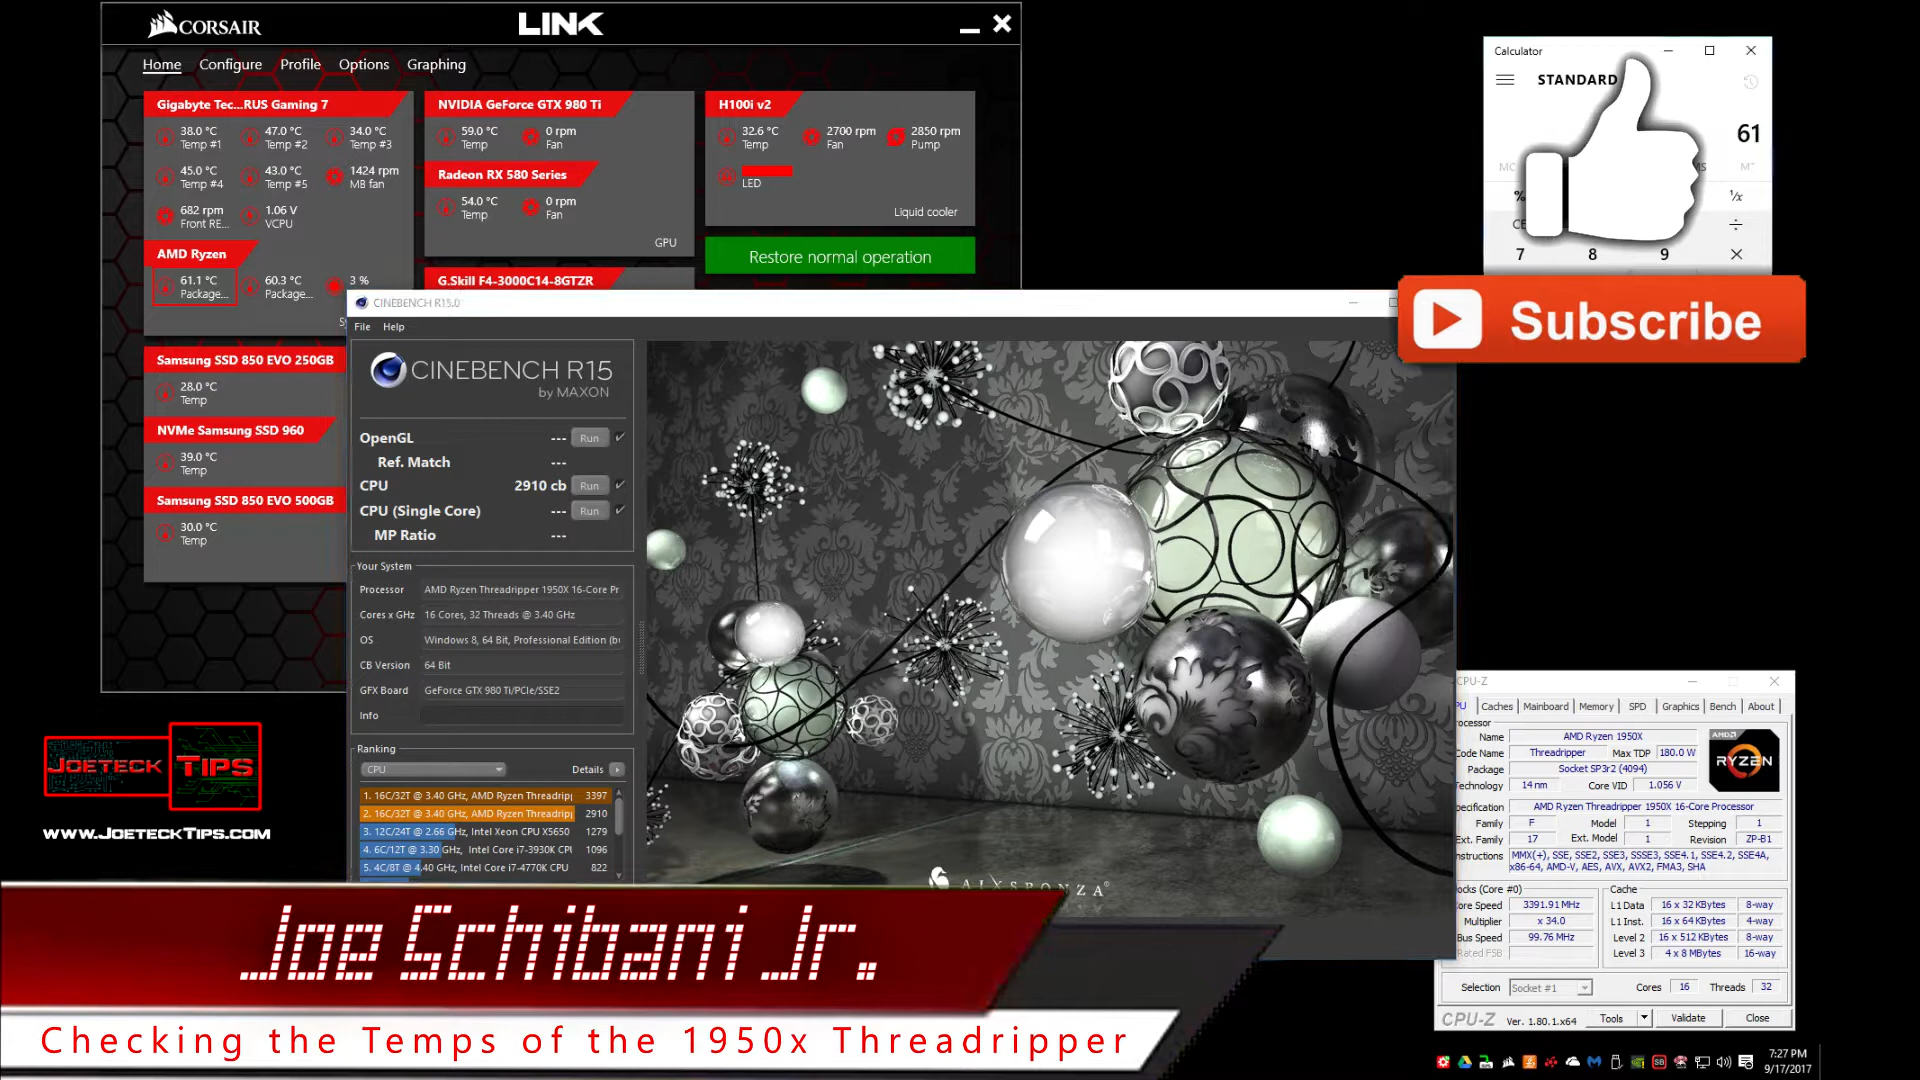 CORSAIR
LINK
Home Configure Profile Options Graphing
Gigabyte Tec...RUS Gaming 7
38.0 °C 47.0 °C 34.0 °C
Temp #1 Temp #2 Temp #3
45.0 °C 43.0 °C 1424 rpm
Temp #4 Temp #5 MB fan
682 rpm 1.06 V
Front RE... VCPU
AMD Ryzen
61.1 °C 60.3 °C 3 %
Package... Package...
Samsung SSD 850 EVO 250GB
28.0 °C
Temp
NVMe Samsung SSD 960
39.0 °C
Temp
Samsung SSD 850 EVO 500GB
30.0 °C
Temp
NVIDIA GeForce GTX 980 Ti
59.0 °C 0 rpm
Temp Fan
Radeon RX 580 Series
54.0 °C 0 rpm
Temp Fan
GPU
G.Skill F4-3000C14-8GTZR
H100i v2
32.6 °C 2700 rpm 2850 rpm
Temp Fan Pump
LED
Liquid cooler
Restore normal operation
Calculator
STANDARD
61
7 8 9 ×
Subscribe
CINEBENCH R15.0
File Help
CINEBENCH R15
by MAXON
OpenGL --- Run
Ref. Match ---
CPU 2910 cb Run
CPU (Single Core) --- Run
MP Ratio ---
Your System
Processor AMD Ryzen Threadripper 1950X 16-Core Pr
Cores x GHz 16 Cores, 32 Threads @ 3.40 GHz
OS Windows 8, 64 Bit, Professional Edition (bu
CB Version 64 Bit
GFX Board GeForce GTX 980 Ti/PCIe/SSE2
Info
Ranking
CPU Details
1. 16C/32T @ 3.40 GHz, AMD Ryzen Threadrip 3397
2. 16C/32T @ 3.40 GHz, AMD Ryzen Threadrip 2910
3. 12C/24T @ 2.66 GHz, Intel Xeon CPU X5650 1279
4. 6C/12T @ 3.30 GHz, Intel Core i7-3930K CPU 1096
5. 4C/8T @ 4.40 GHz, Intel Core i7-4770K CPU 822
AIXSPONZA®
JOETECK TIPS
WWW.JOETECKTIPS.COM
CPU-Z
Caches Mainboard Memory SPD Graphics Bench About
Name AMD Ryzen 1950X
Code Name Threadripper Max TDP 180.0 W
Package Socket SP3r2 (4094)
Technology 14 nm Core VID 1.056 V
AMD RYZEN
Specification AMD Ryzen Threadripper 1950X 16-Core Processor
Family F Model 1 Stepping 1
Ext. Family 17 Ext. Model 1 Revision ZP-B1
Instructions MMX(+), SSE, SSE2, SSE3, SSSE3, SSE4.1, SSE4.2, SSE4A,
x86-64, AMD-V, AES, AVX, AVX2, FMA3, SHA
Clocks (Core #0) Cache
Core Speed 3391.91 MHz L1 Data 16 x 32 KBytes 8-way
Multiplier x 34.0 L1 Inst. 16 x 64 KBytes 4-way
Bus Speed 99.76 MHz Level 2 16 x 512 KBytes 8-way
Rated FSB Level 3 4 x 8 MBytes 16-way
Selection Socket #1 Cores 16 Threads 32
CPU-Z Ver. 1.80.1.x64 Tools Validate Close
Joe Schibani Jr.
Checking the Temps of the 1950x Threadripper
7:27 PM
9/17/2017